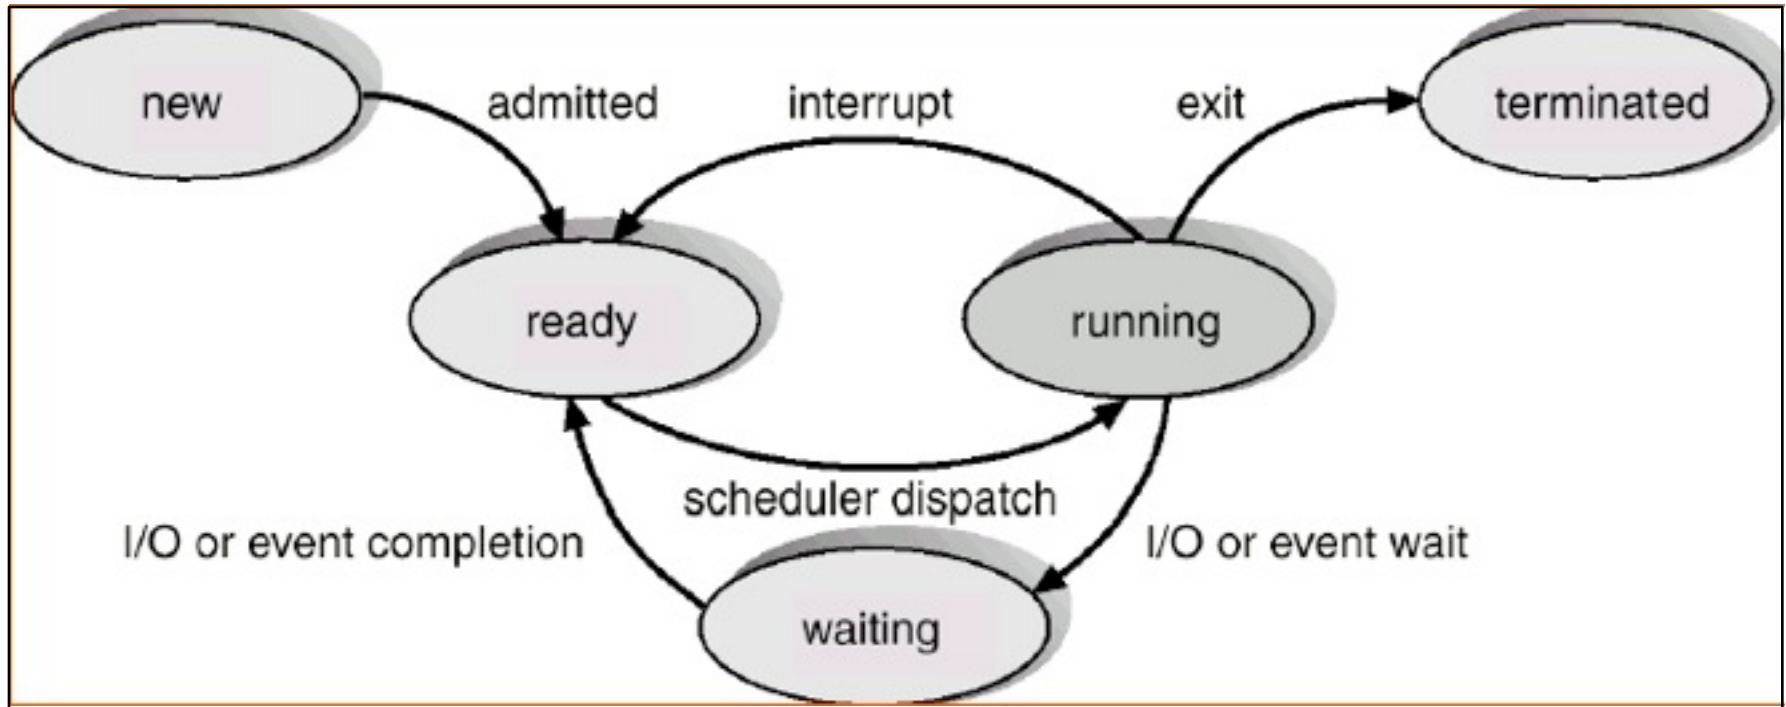 new
admitted
interrupt
exit
terminated
ready
running
scheduler dispatch
I/O or event completion
I/O or event wait
waiting